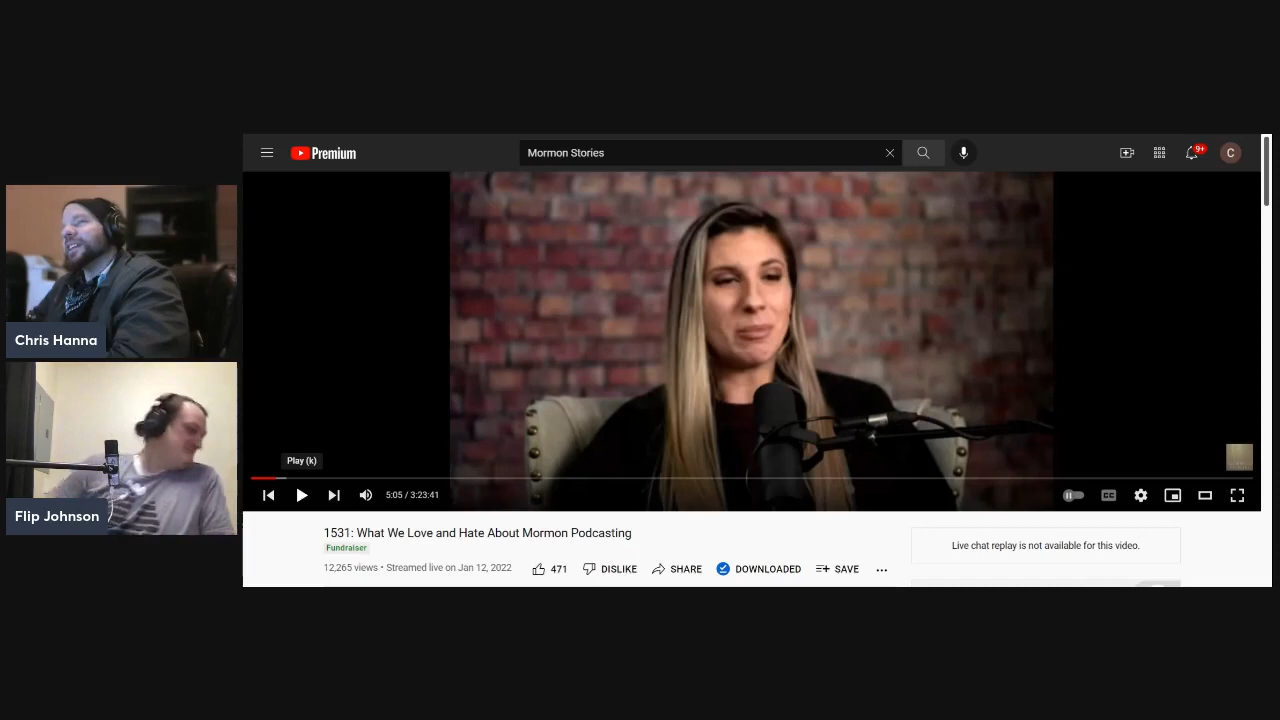 Premium
Mormon Stories
9+
C
Chris Hanna
Flip Johnson
Play (k)
5:05 / 3:23:41
CC
1531: What We Love and Hate About Mormon Podcasting
Fundraiser
12,265 views • Streamed live on Jan 12, 2022
471
DISLIKE
SHARE
DOWNLOADED
SAVE
Live chat replay is not available for this video.